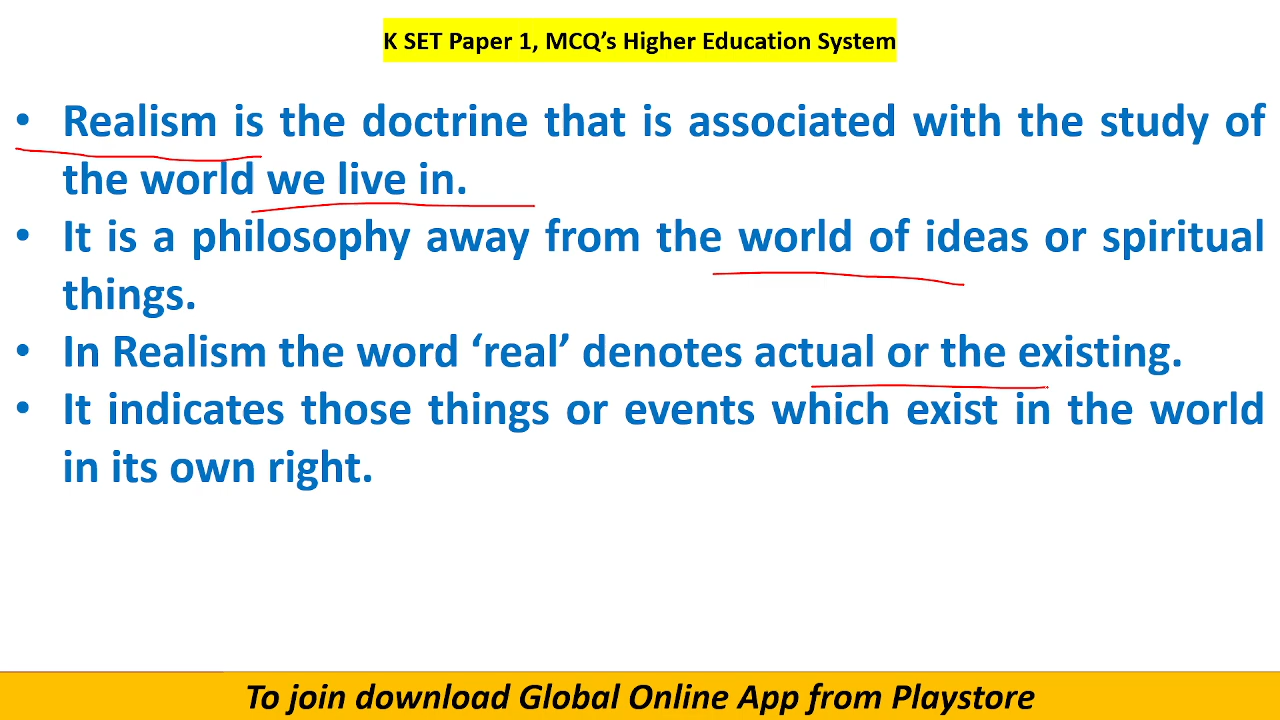 K SET Paper 1, MCQ’s Higher Education System
• Realism is the doctrine that is associated with the study of
the world we live in.
• It is a philosophy away from the world of ideas or spiritual
things.
• In Realism the word ‘real’ denotes actual or the existing.
• It indicates those things or events which exist in the world
in its own right.
To join download Global Online App from Playstore